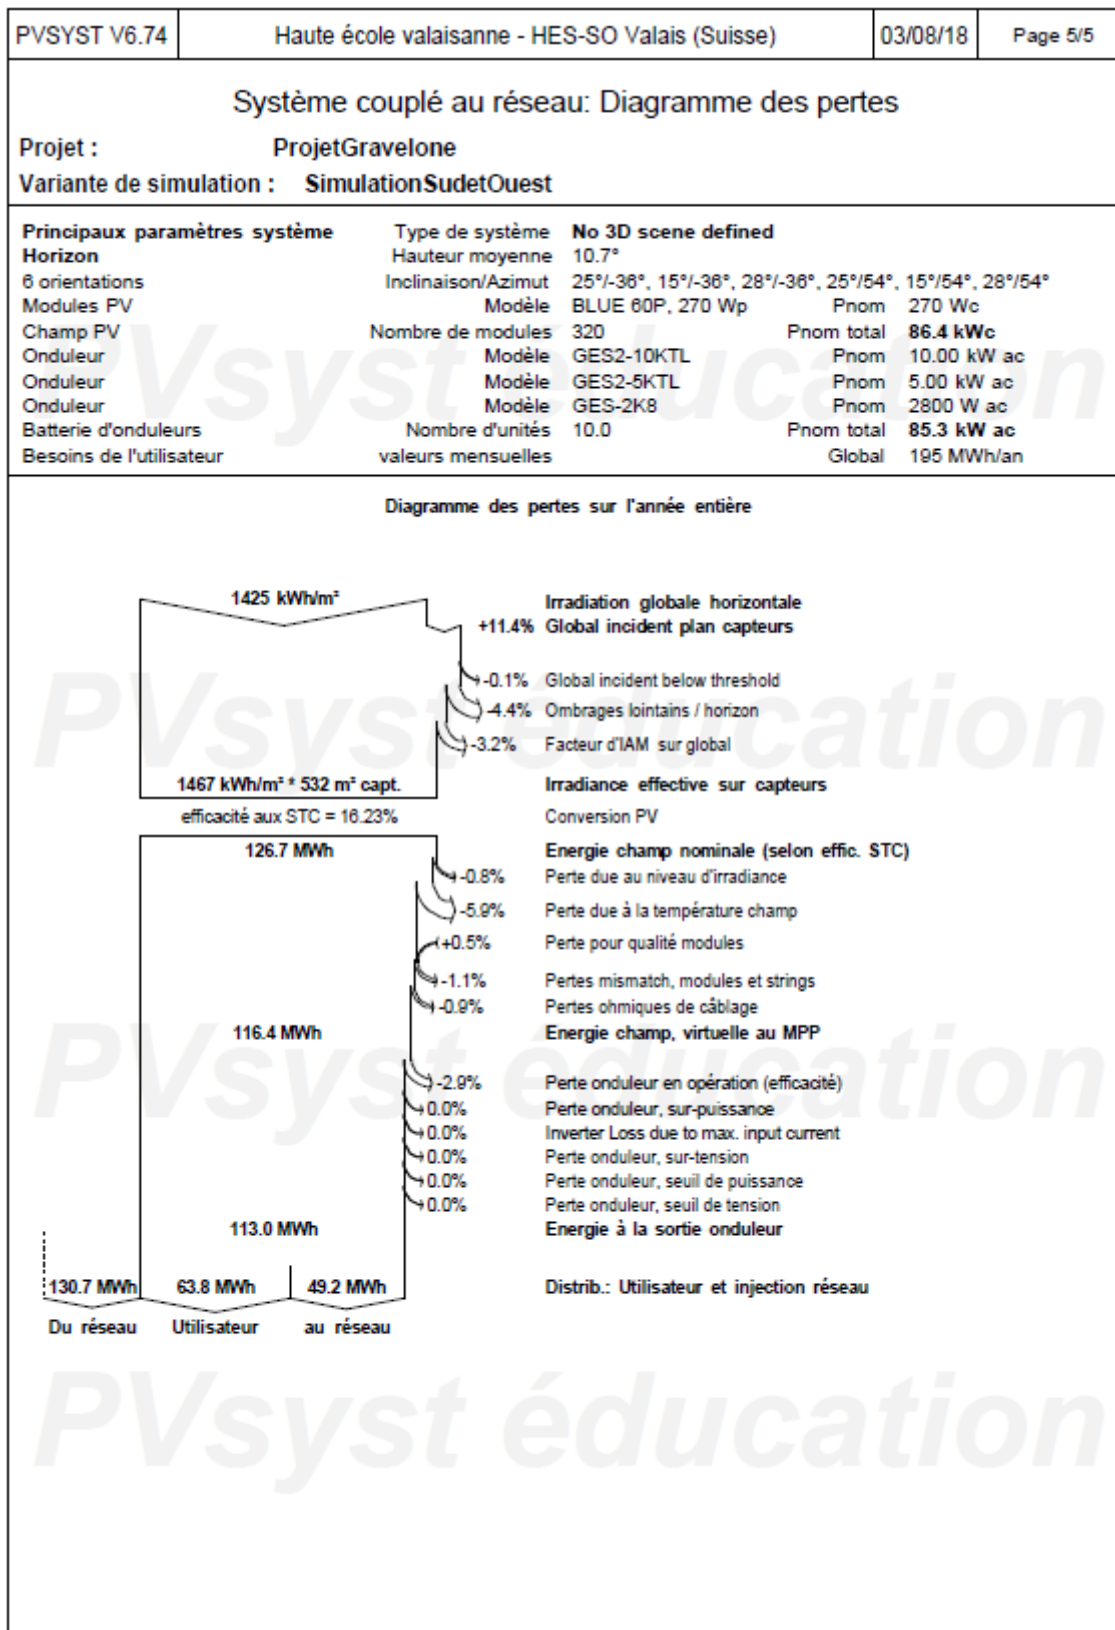 PVSYST V6.74 Haute école valaisanne - HES-SO Valais (Suisse) 03/08/18 Page 5/5
Système couplé au réseau: Diagramme des pertes
Projet : ProjetGravelone
Variante de simulation : SimulationSudetOuest
Principaux paramètres système Type de système No 3D scene defined
Horizon Hauteur moyenne 10.7°
6 orientations Inclinaison/Azimut 25°/-36°, 15°/-36°, 28°/-36°, 25°/54°, 15°/54°, 28°/54°
Modules PV Modèle BLUE 60P, 270 Wp Pnom 270 Wc
Champ PV Nombre de modules 320 Pnom total 86.4 kWc
Onduleur Modèle GES2-10KTL Pnom 10.00 kW ac
Onduleur Modèle GES2-5KTL Pnom 5.00 kW ac
Onduleur Modèle GES-2K8 Pnom 2800 W ac
Batterie d'onduleurs Nombre d'unités 10.0 Pnom total 85.3 kW ac
Besoins de l'utilisateur valeurs mensuelles Global 195 MWh/an
PVsyst éducation
Diagramme des pertes sur l'année entière
1425 kWh/m² Irradiation globale horizontale
+11.4% Global incident plan capteurs
-0.1% Global incident below threshold
-4.4% Ombrages lointains / horizon
-3.2% Facteur d'IAM sur global
PVsyst éducation
1467 kWh/m² * 532 m² capt. Irradiance effective sur capteurs
efficacité aux STC = 16.23% Conversion PV
126.7 MWh Energie champ nominale (selon effic. STC)
-0.8% Perte due au niveau d'irradiance
-5.9% Perte due à la température champ
+0.5% Perte pour qualité modules
-1.1% Pertes mismatch, modules et strings
-0.9% Pertes ohmiques de câblage
116.4 MWh Energie champ, virtuelle au MPP
PVsyst éducation
-2.9% Perte onduleur en opération (efficacité)
0.0% Perte onduleur, sur-puissance
0.0% Inverter Loss due to max. input current
0.0% Perte onduleur, sur-tension
0.0% Perte onduleur, seuil de puissance
0.0% Perte onduleur, seuil de tension
113.0 MWh Energie à la sortie onduleur
130.7 MWh 63.8 MWh 49.2 MWh Distrib.: Utilisateur et injection réseau
Du réseau Utilisateur au réseau
PVsyst éducation